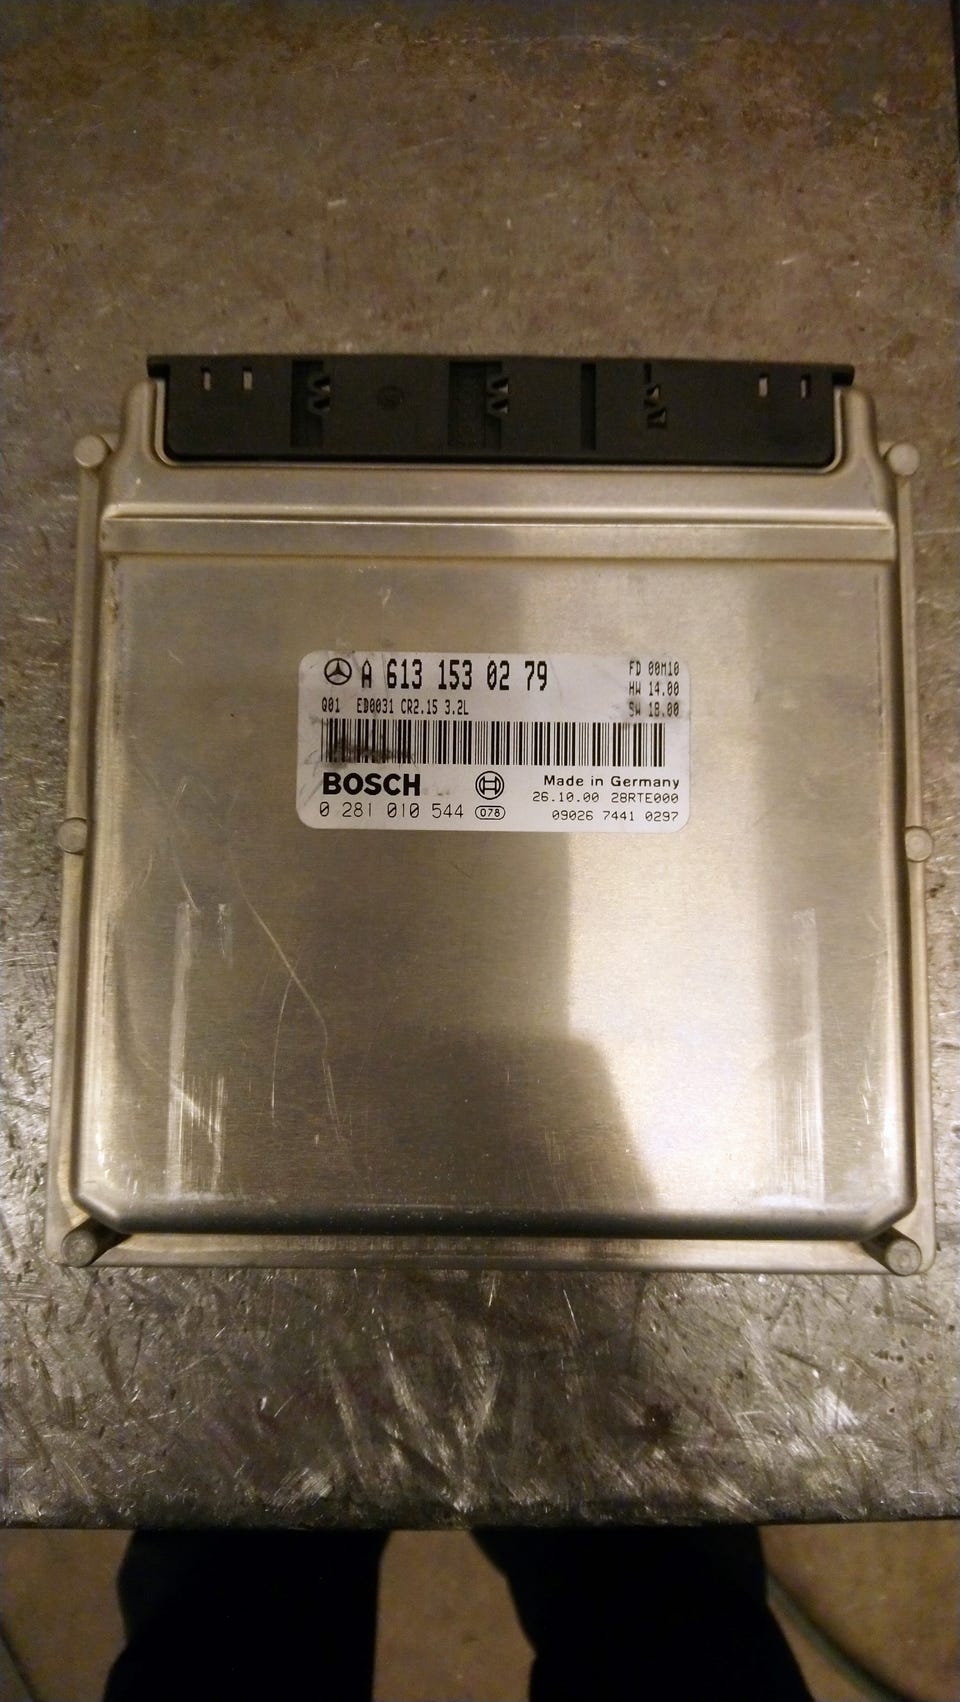 A 613 153 02 79
FD 00M10
HW 14.00
Q01 ED0031 CR2.15 3.2L
SW 18.00
BOSCH
Made in Germany
26.10.00 28RTE000
0 281 010 544 078
09026 7441 0297